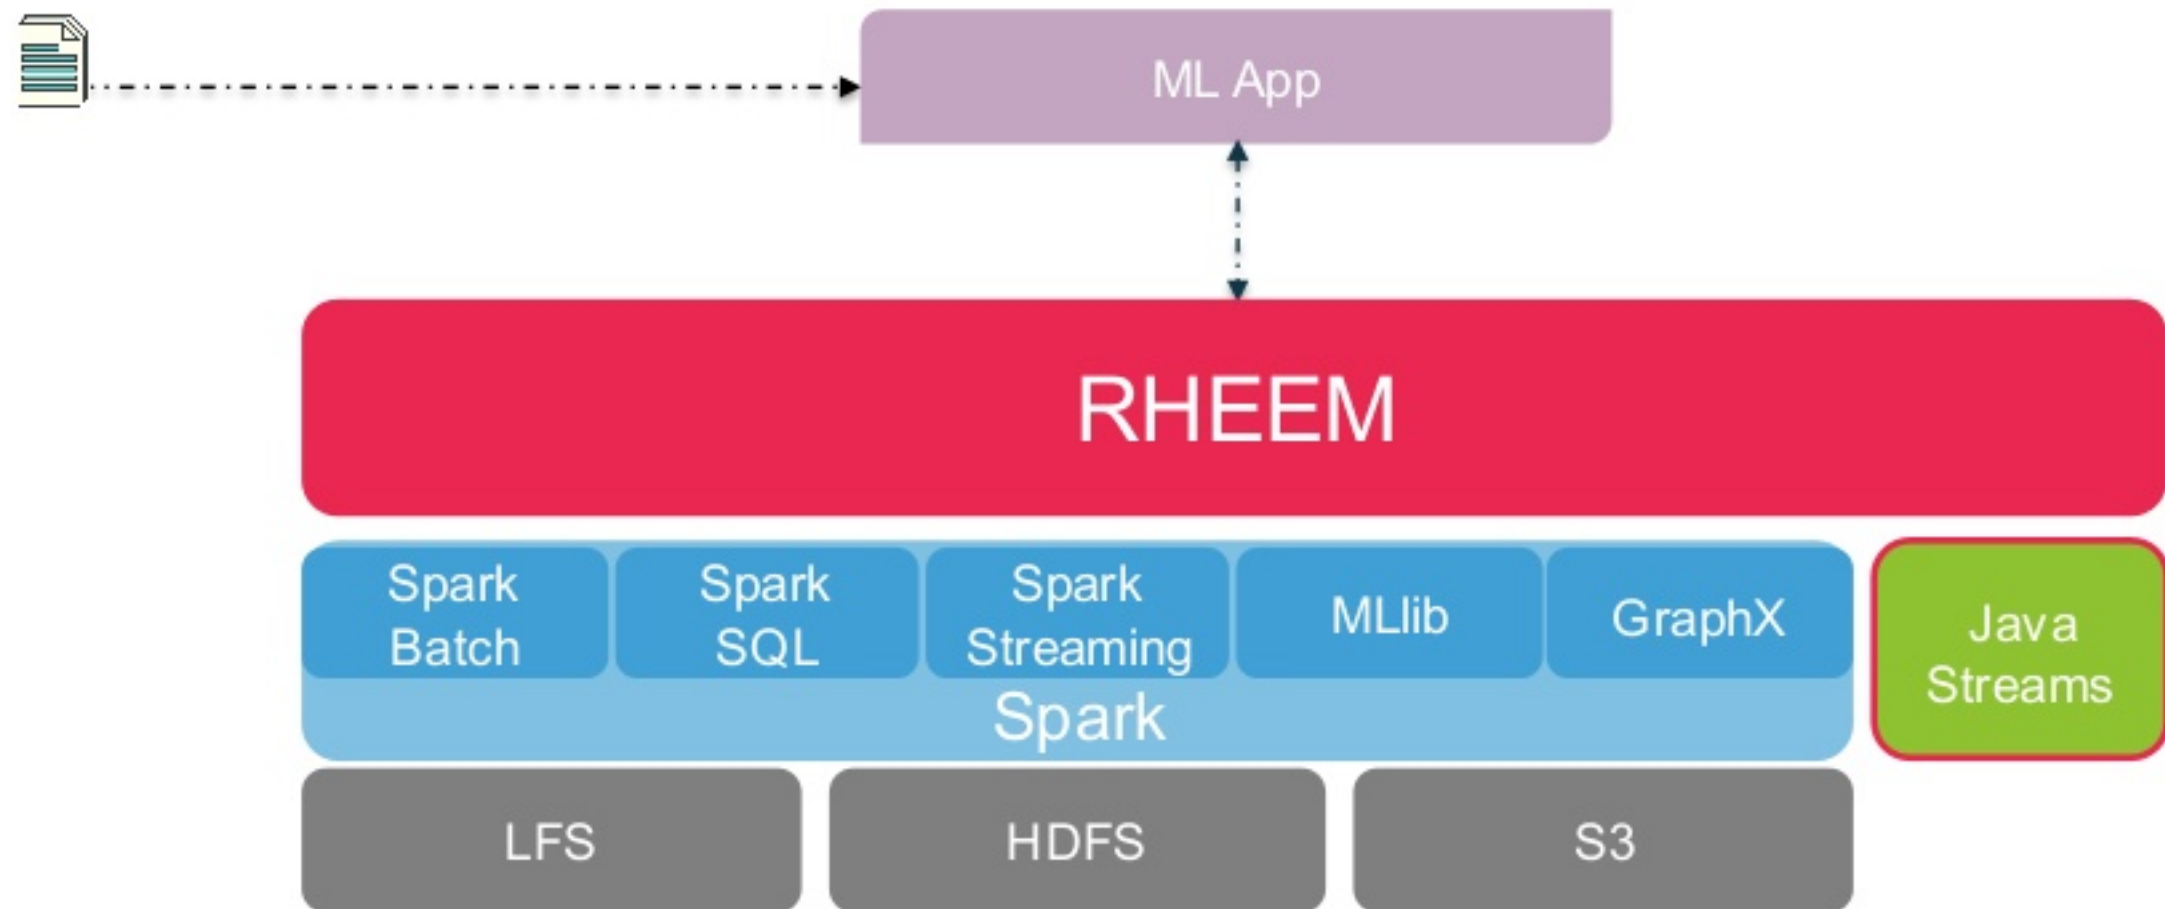 ML App
RHEEM
Spark
Batch
Spark
SQL
Spark
Streaming
MLlib
GraphX
Java
Streams
Spark
LFS
HDFS
S3